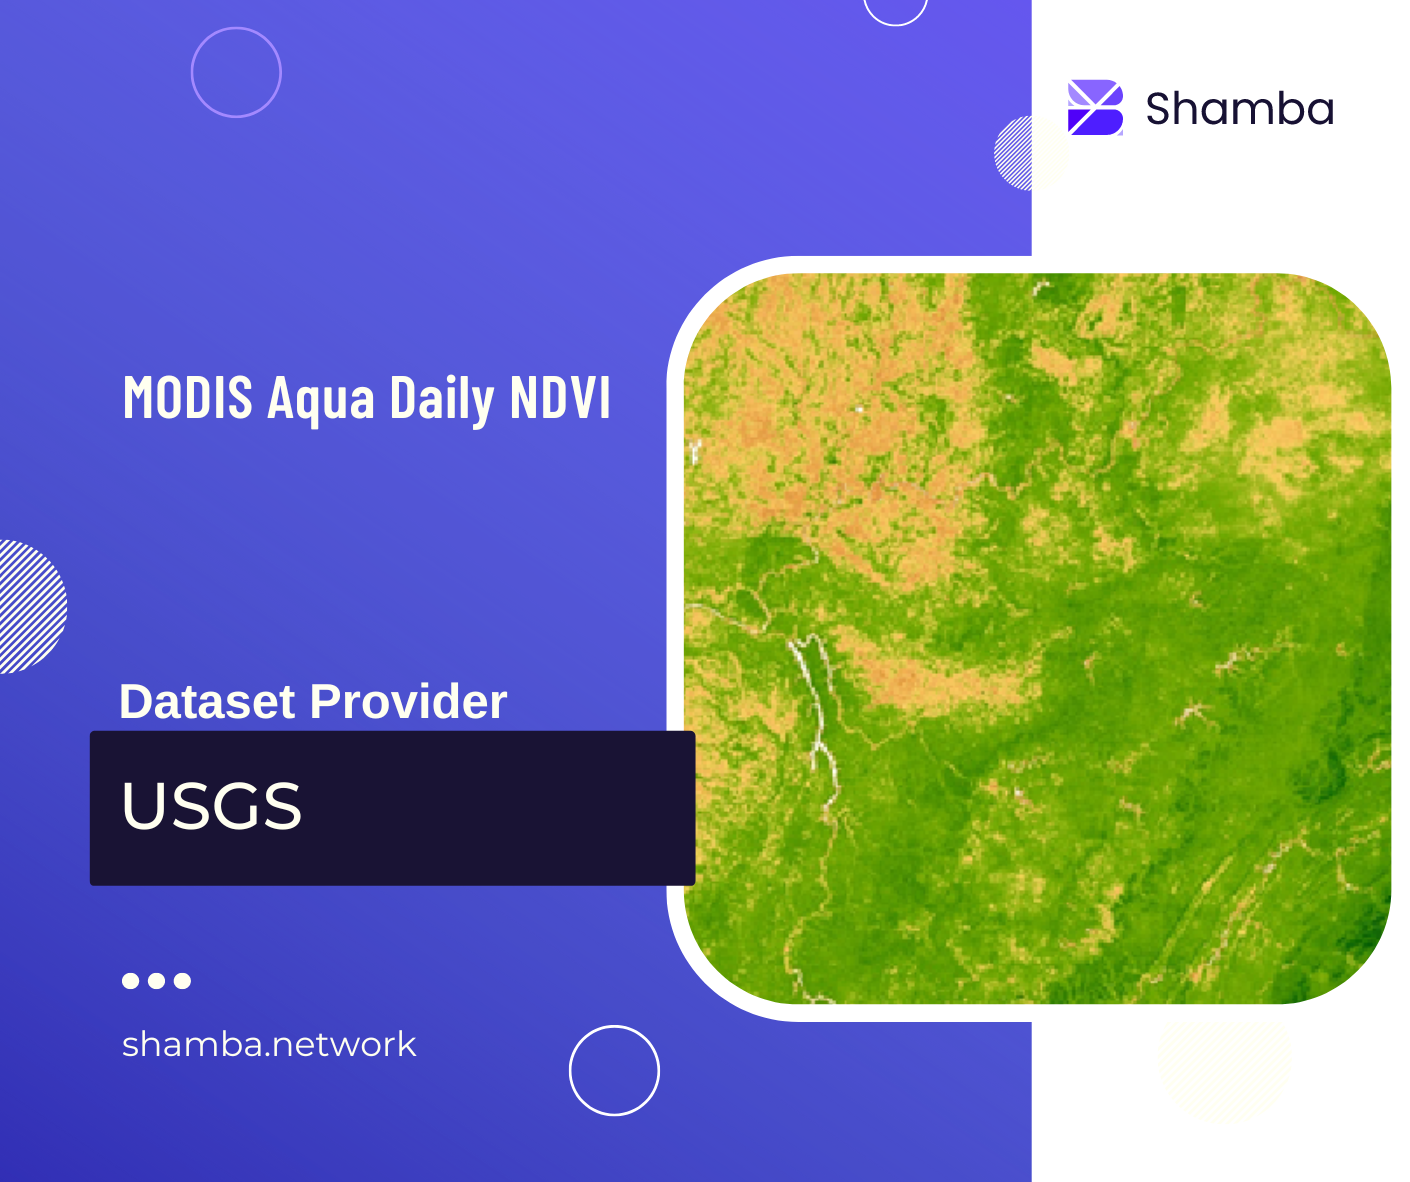 Shamba
MODIS Aqua Daily NDVI
Dataset Provider
USGS
shamba.network